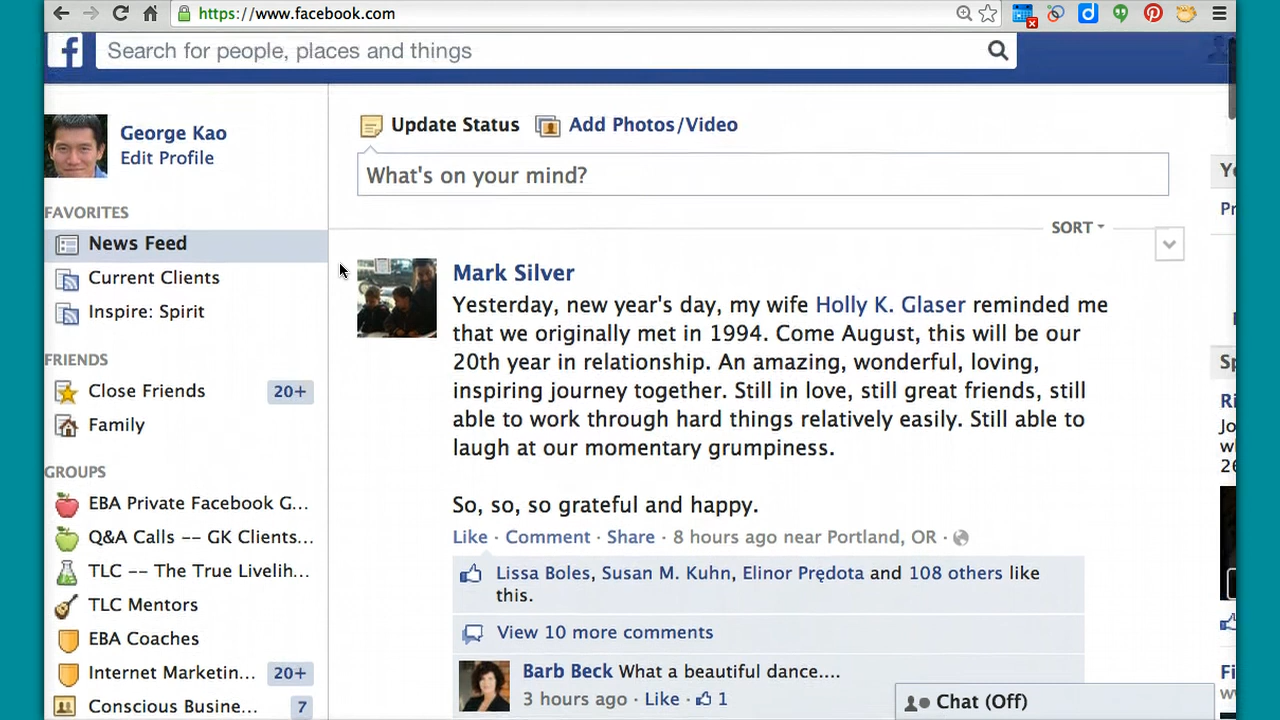 https://www.facebook.com
f Search for people, places and things
George Kao
Edit Profile
FAVORITES
News Feed
Current Clients
Inspire: Spirit
FRIENDS
Close Friends 20+
Family
GROUPS
EBA Private Facebook G...
Q&A Calls -- GK Clients...
TLC -- The True Livelih...
TLC Mentors
EBA Coaches
Internet Marketin... 20+
Conscious Busine... 7
Update Status Add Photos/Video
What's on your mind?
SORT
Mark Silver
Yesterday, new year's day, my wife Holly K. Glaser reminded me
that we originally met in 1994. Come August, this will be our
20th year in relationship. An amazing, wonderful, loving,
inspiring journey together. Still in love, still great friends, still
able to work through hard things relatively easily. Still able to
laugh at our momentary grumpiness.
So, so, so grateful and happy.
Like · Comment · Share · 8 hours ago near Portland, OR ·
Lissa Boles, Susan M. Kuhn, Elinor Prędota and 108 others like
this.
View 10 more comments
Barb Beck What a beautiful dance....
3 hours ago · Like · 1
Chat (Off)